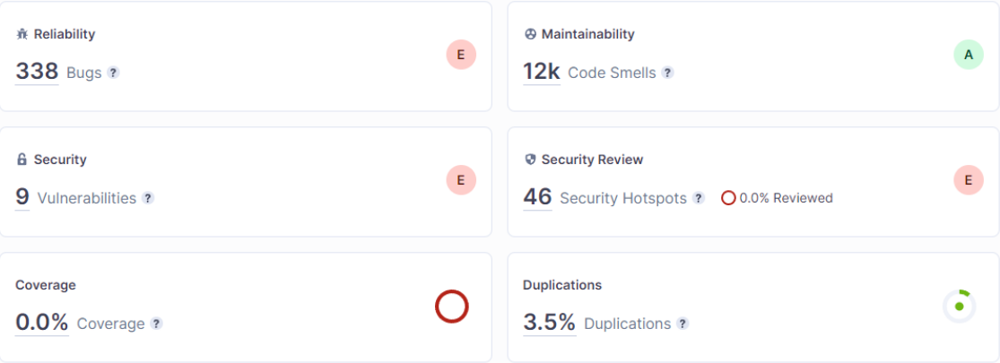 Reliability
338 Bugs ?
E
Maintainability
12k Code Smells ?
A
Security
9 Vulnerabilities ?
E
Security Review
46 Security Hotspots ? 0.0% Reviewed
E
Coverage
0.0% Coverage ?
Duplications
3.5% Duplications ?